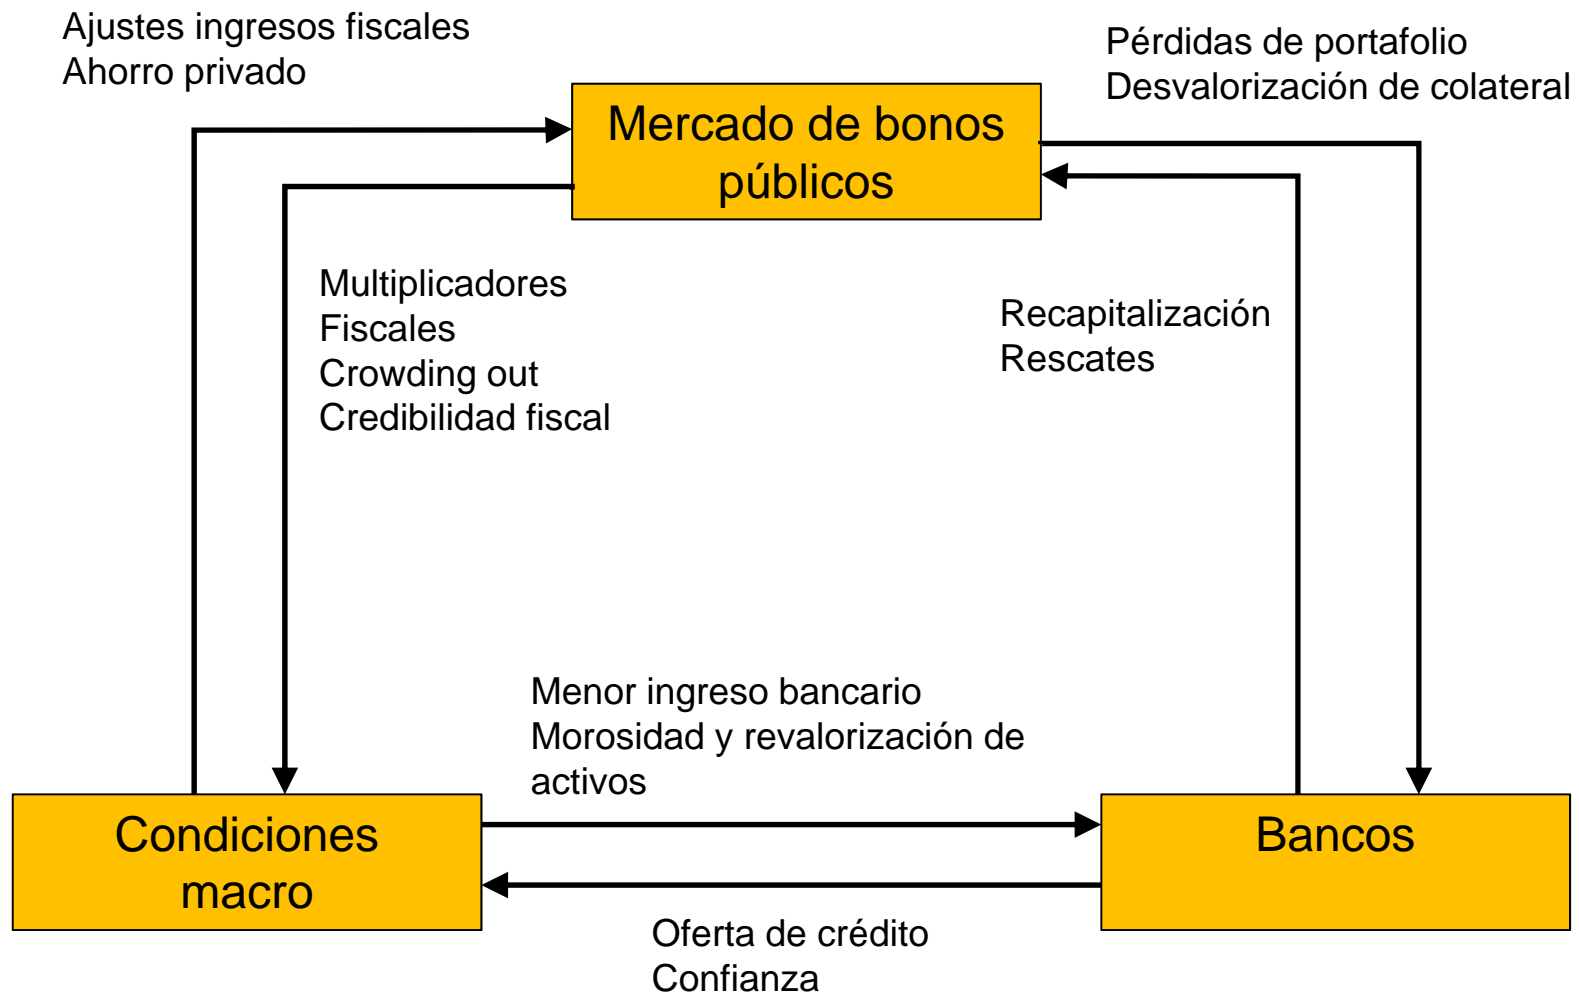 Ajustes ingresos fiscales
Ahorro privado
Pérdidas de portafolio
Desvalorización de colateral
Mercado de bonos
públicos
Multiplicadores
Fiscales
Crowding out
Credibilidad fiscal
Recapitalización
Rescates
Menor ingreso bancario
Morosidad y revalorización de
activos
Condiciones
macro
Bancos
Oferta de crédito
Confianza